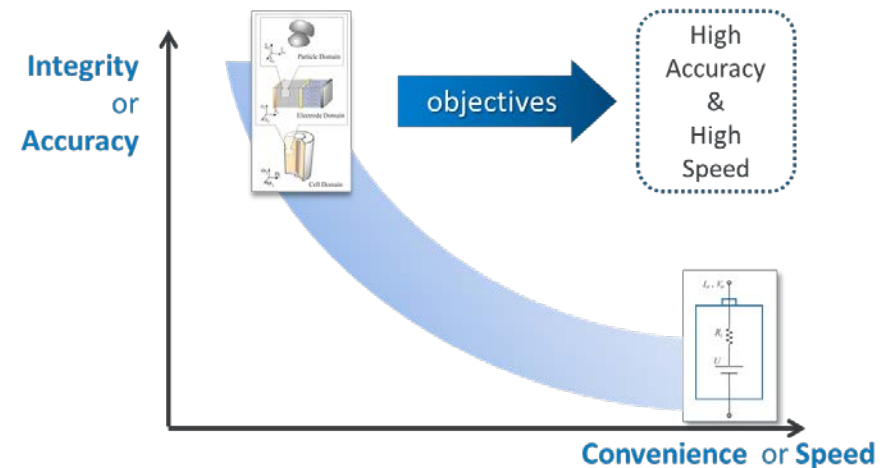 Integrity
or
Accuracy
Particle Domain
Electrode Domain
Cell Domain
objectives
High
Accuracy
&
High
Speed
U
Convenience or Speed